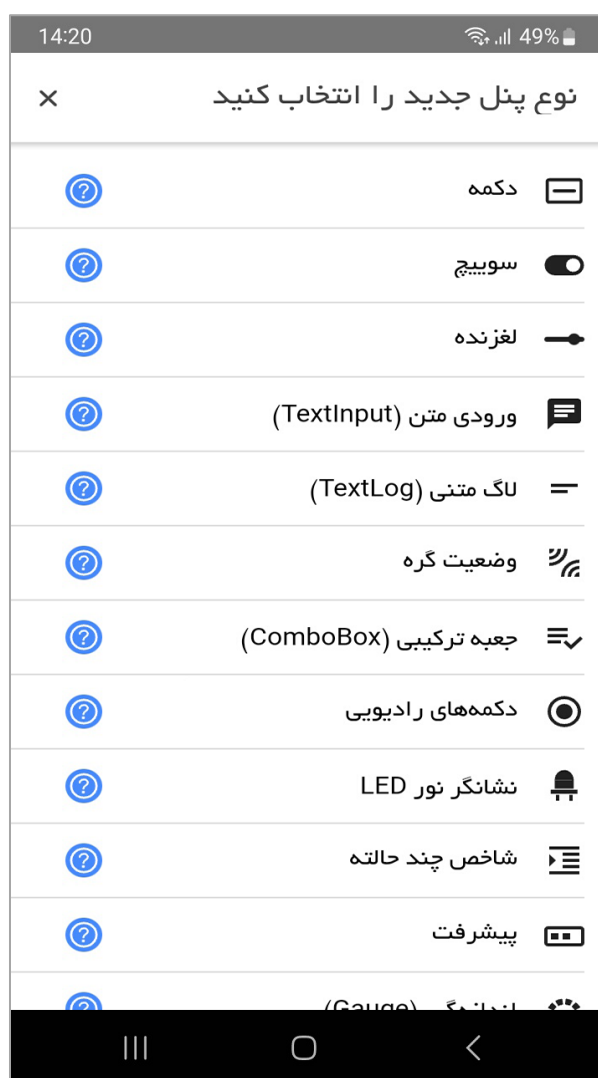 14:20 49%
نوع پنل جدید را انتخاب کنید
دکمه
سوییچ
لغزنده
ورودی متن (TextInput)
لاگ متنی (TextLog)
وضعیت گره
جعبه ترکیبی (ComboBox)
دکمه‌های رادیویی
نشانگر نور LED
شاخص چند حالته
پیشرفت
(Gauge)